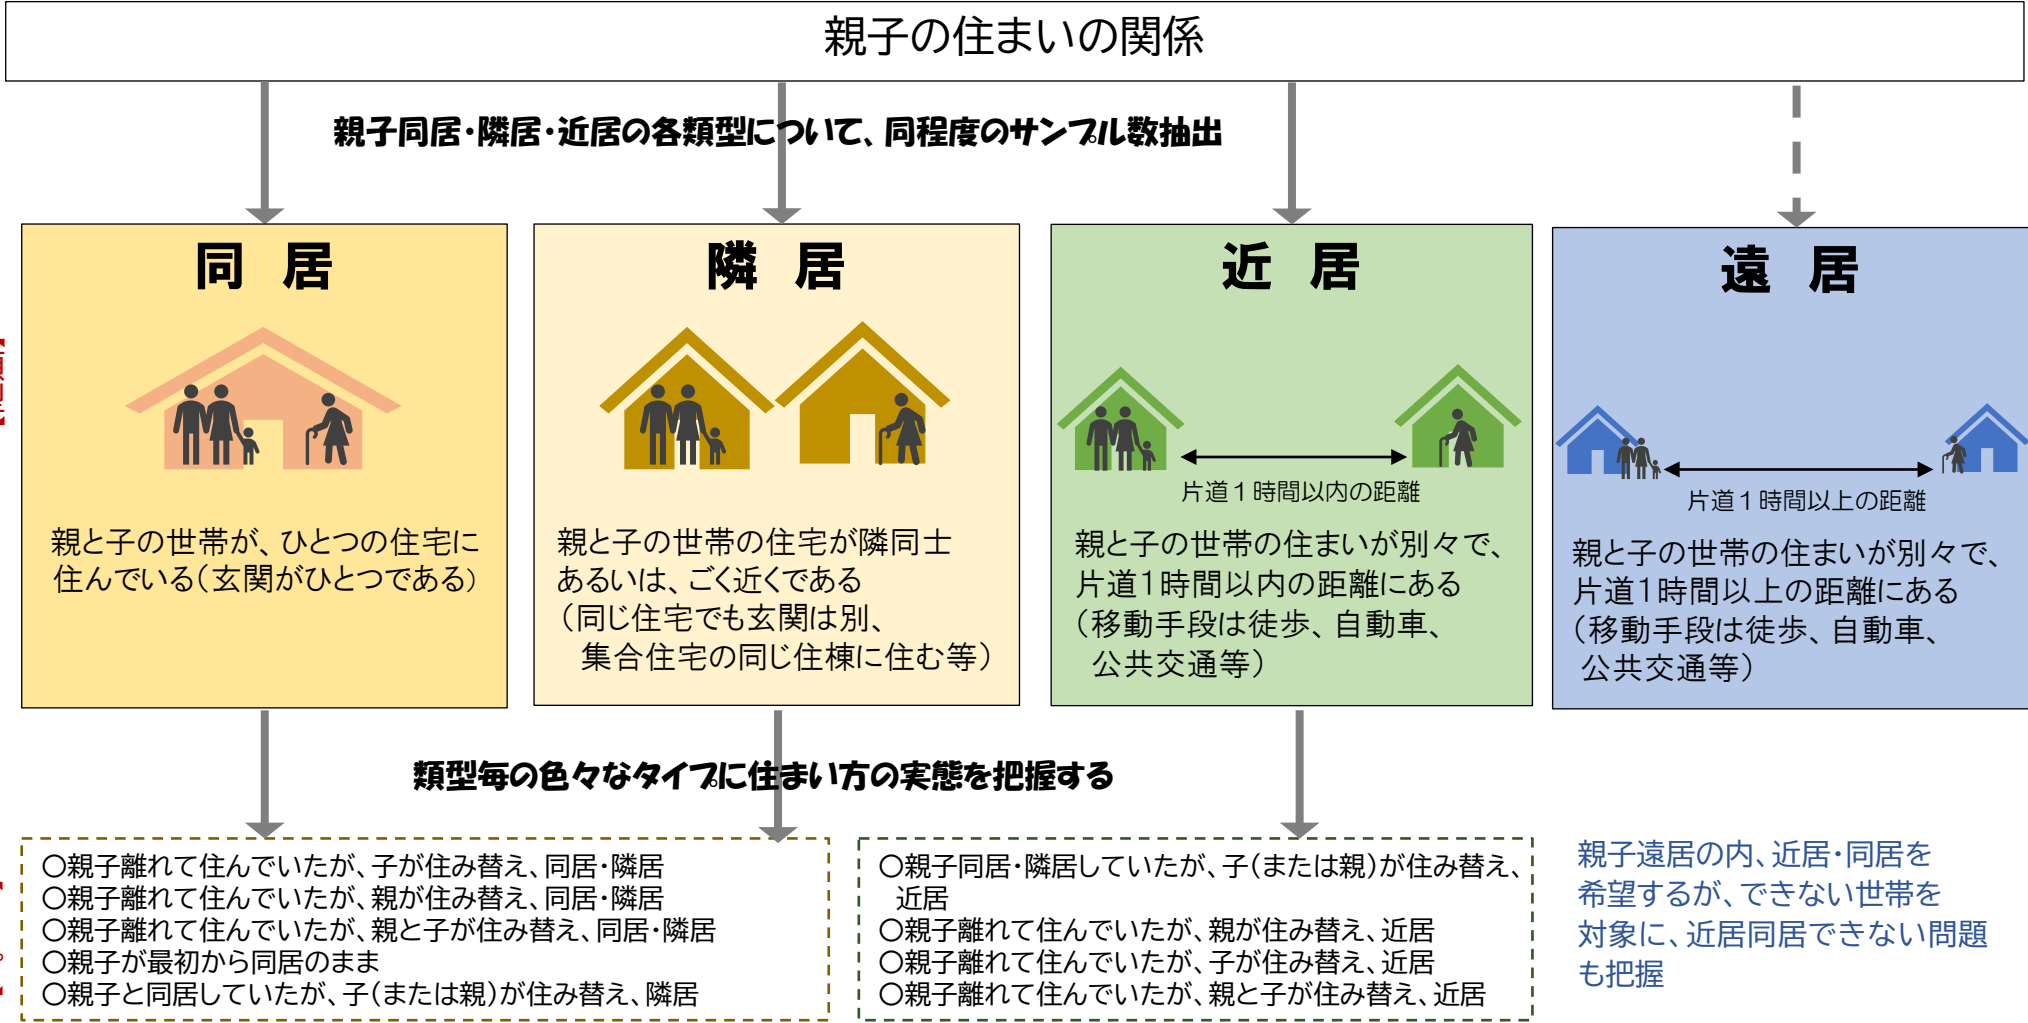 親子の住まいの関係
親子同居・隣居・近居の各類型について、同程度のサンプル数抽出
同 居
親と子の世帯が、ひとつの住宅に
住んでいる（玄関がひとつである）
隣 居
親と子の世帯の住宅が隣同士
あるいは、ごく近くである
（同じ住宅でも玄関は別、
集合住宅の同じ住棟に住む等）
近 居
片道１時間以内の距離
親と子の世帯の住まいが別々で、
片道1時間以内の距離にある
（移動手段は徒歩、自動車、
公共交通等）
遠 居
片道１時間以上の距離
親と子の世帯の住まいが別々で、
片道1時間以上の距離にある
（移動手段は徒歩、自動車、
公共交通等）
類型毎の色々なタイプに住まい方の実態を把握する
〇親子離れて住んでいたが、子が住み替え、同居・隣居
〇親子離れて住んでいたが、親が住み替え、同居・隣居
〇親子離れて住んでいたが、親と子が住み替え、同居・隣居
〇親子が最初から同居のまま
〇親子と同居していたが、子（または親）が住み替え、隣居
〇親子同居・隣居していたが、子（または親）が住み替え、
近居
〇親子離れて住んでいたが、親が住み替え、近居
〇親子離れて住んでいたが、子が住み替え、近居
〇親子離れて住んでいたが、親と子が住み替え、近居
親子遠居の内、近居・同居を
希望するが、できない世帯を
対象に、近居同居できない問題
も把握